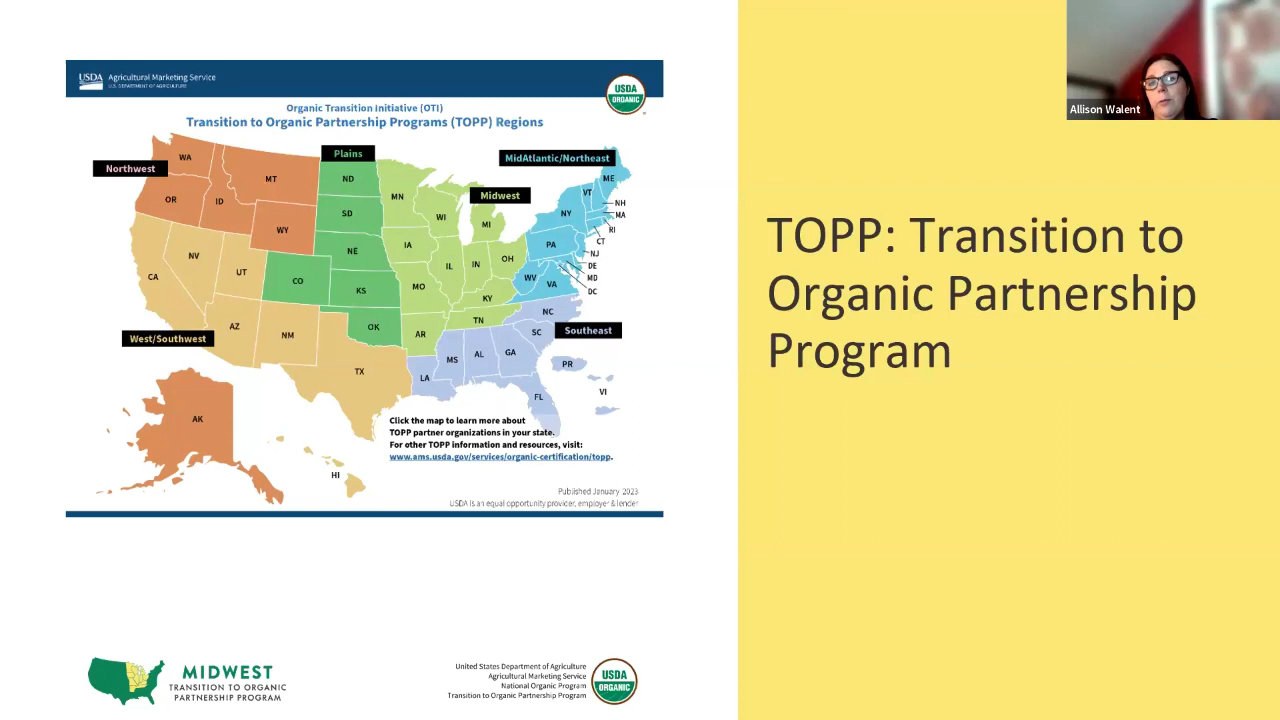 USDA Agricultural Marketing Service
U.S. DEPARTMENT OF AGRICULTURE
USDA
ORGANIC
Organic Transition Initiative (OTI)
Transition to Organic Partnership Programs (TOPP) Regions
Northwest
Plains
MidAtlantic/Northeast
Midwest
West/Southwest
Southeast
WA
MT
ND
ME
OR
ID
SD
MN
VT
NH
MA
WY
WI
MI
NY
RI
CT
NV
NE
IA
PA
NJ
CA
UT
CO
IL
IN
OH
DE
MD
KS
MO
WV
VA
DC
KY
NC
AZ
NM
OK
AR
TN
SC
TX
LA
MS
AL
GA
PR
FL
VI
AK
HI
Click the map to learn more about
TOPP partner organizations in your state.
For other TOPP information and resources, visit:
www.ams.usda.gov/services/organic-certification/topp.
Published January 2023
USDA is an equal opportunity provider, employer & lender
MIDWEST
TRANSITION TO ORGANIC
PARTNERSHIP PROGRAM
United States Department of Agriculture
Agricultural Marketing Service
National Organic Program
Transition to Organic Partnership Program
USDA
ORGANIC
Allison Walent
TOPP: Transition to
Organic Partnership
Program